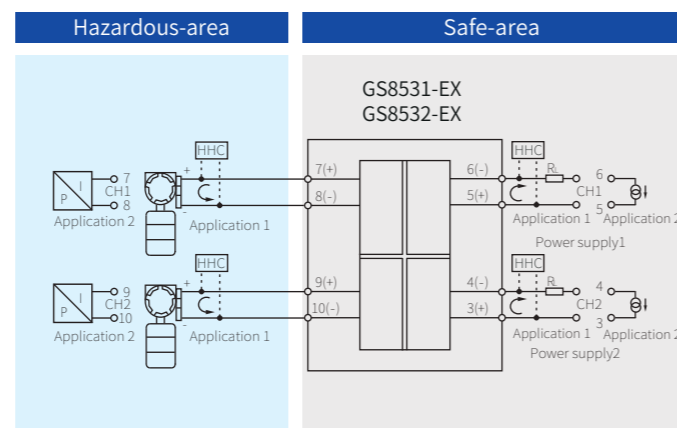 Hazardous-area
Safe-area
GS8531-EX
GS8532-EX
HHC
+
-
I
P
7
CH1
8
Application 2
Application 1
7(+)
8(-)
6(-)
5(+)
HHC
RL
6
CH1
5
Application 1
Application 2
Power supply1
HHC
+
-
I
P
9
CH2
10
Application 2
Application 1
9(+)
10(-)
4(-)
3(+)
HHC
RL
4
CH2
3
Application 1
Application 2
Power supply2